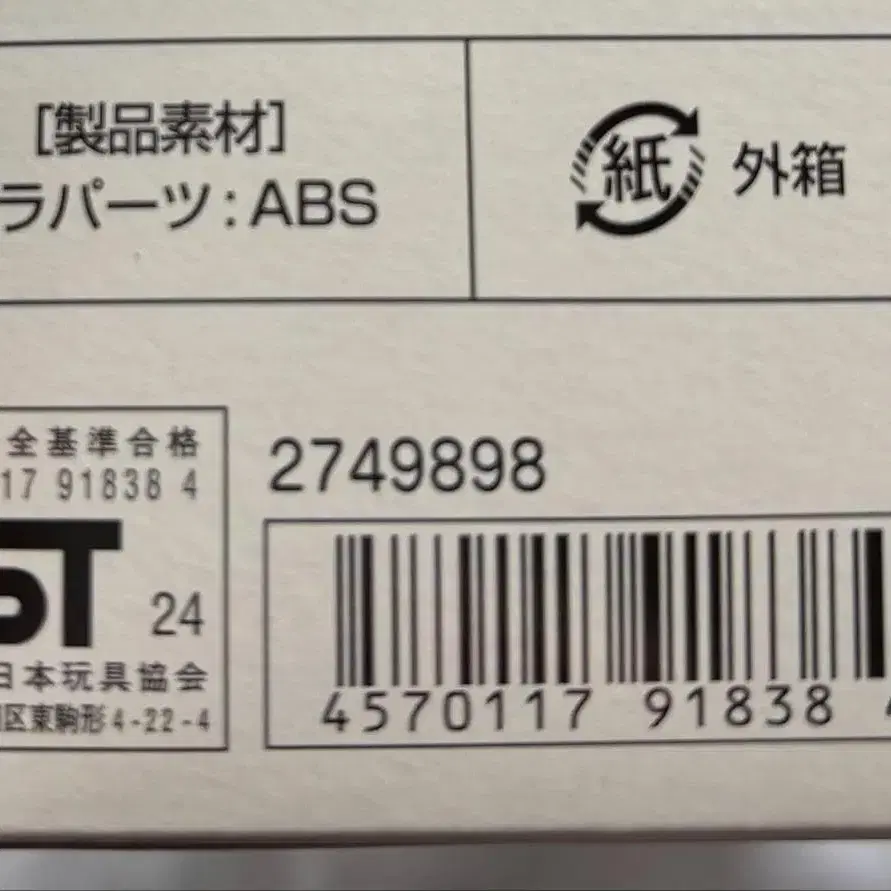 [製品素材]
ラパーツ:ABS
紙 外箱
全基準合格
17 91838 4
ST 24
日本玩具協会
区東駒形4-22-4
2749898
4570117 91838